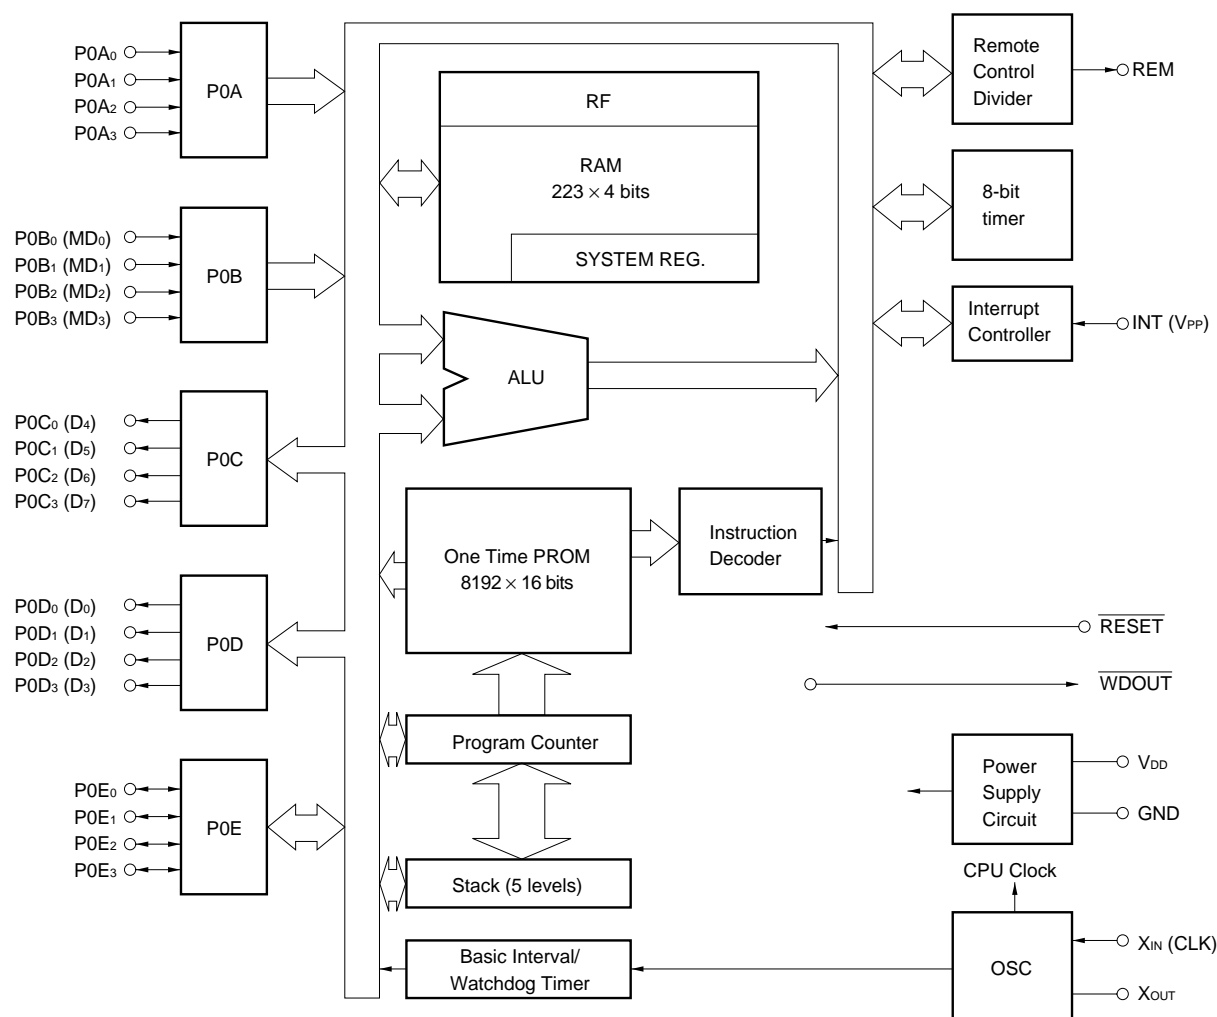 P0A0
P0A1
P0A2
P0A3
P0A
P0B0 (MD0)
P0B1 (MD1)
P0B2 (MD2)
P0B3 (MD3)
P0B
P0C0 (D4)
P0C1 (D5)
P0C2 (D6)
P0C3 (D7)
P0C
P0D0 (D0)
P0D1 (D1)
P0D2 (D2)
P0D3 (D3)
P0D
P0E0
P0E1
P0E2
P0E3
P0E
RF
RAM
223 × 4 bits
SYSTEM REG.
ALU
One Time PROM
8192 × 16 bits
Instruction
Decoder
Program Counter
Stack (5 levels)
Basic Interval/
Watchdog Timer
Remote
Control
Divider
REM
8-bit
timer
Interrupt
Controller
INT (VPP)
RESET
WDOUT
Power
Supply
Circuit
VDD
GND
CPU Clock
OSC
XIN (CLK)
XOUT